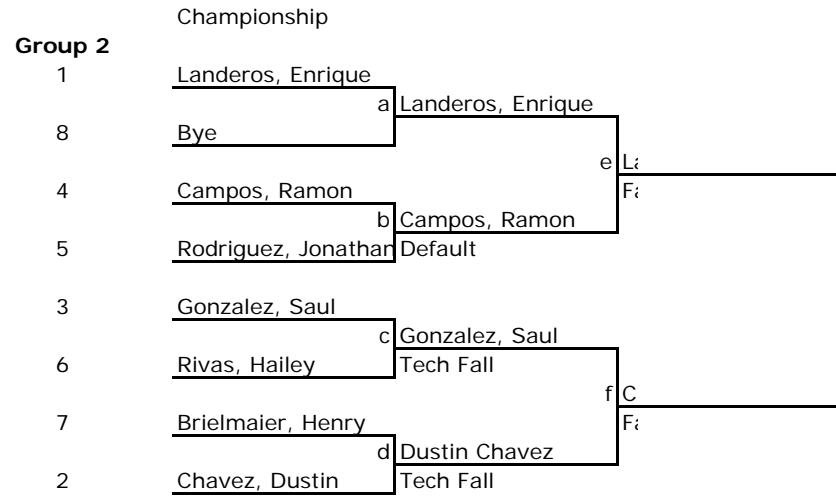 Championship
Group 2
1 Landeros, Enrique
a Landeros, Enrique
8 Bye
e
4 Campos, Ramon
b Campos, Ramon
5 Rodriguez, Jonathan Default
3 Gonzalez, Saul
c Gonzalez, Saul
6 Rivas, Hailey Tech Fall
f C
7 Brielmaier, Henry
d Dustin Chavez
2 Chavez, Dustin Tech Fall